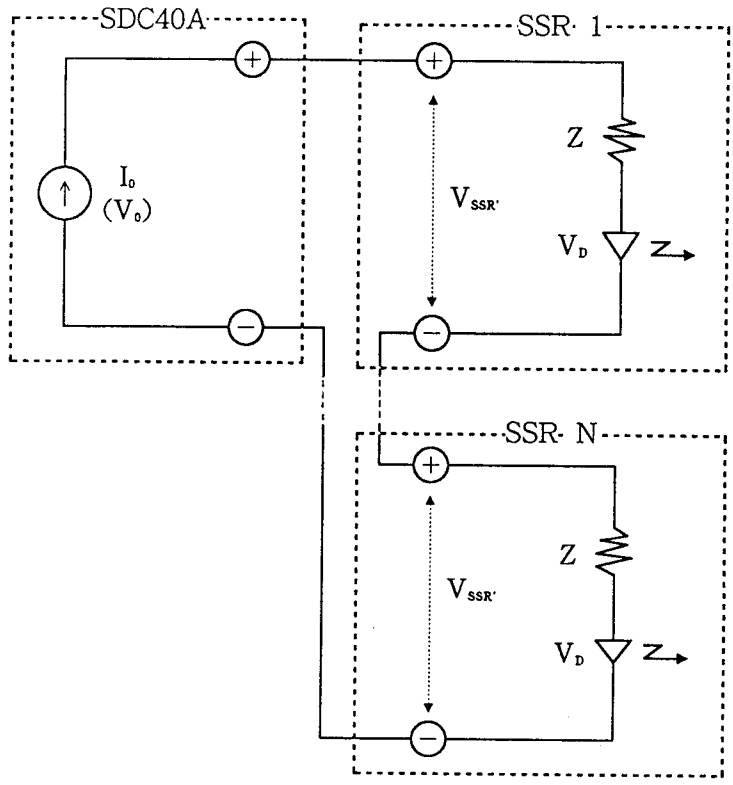 SDC40A
SSR 1
+
+
Z
I₀
(V₀)
V_SSR'
V_D
−
−
SSR N
+
Z
V_SSR'
V_D
−